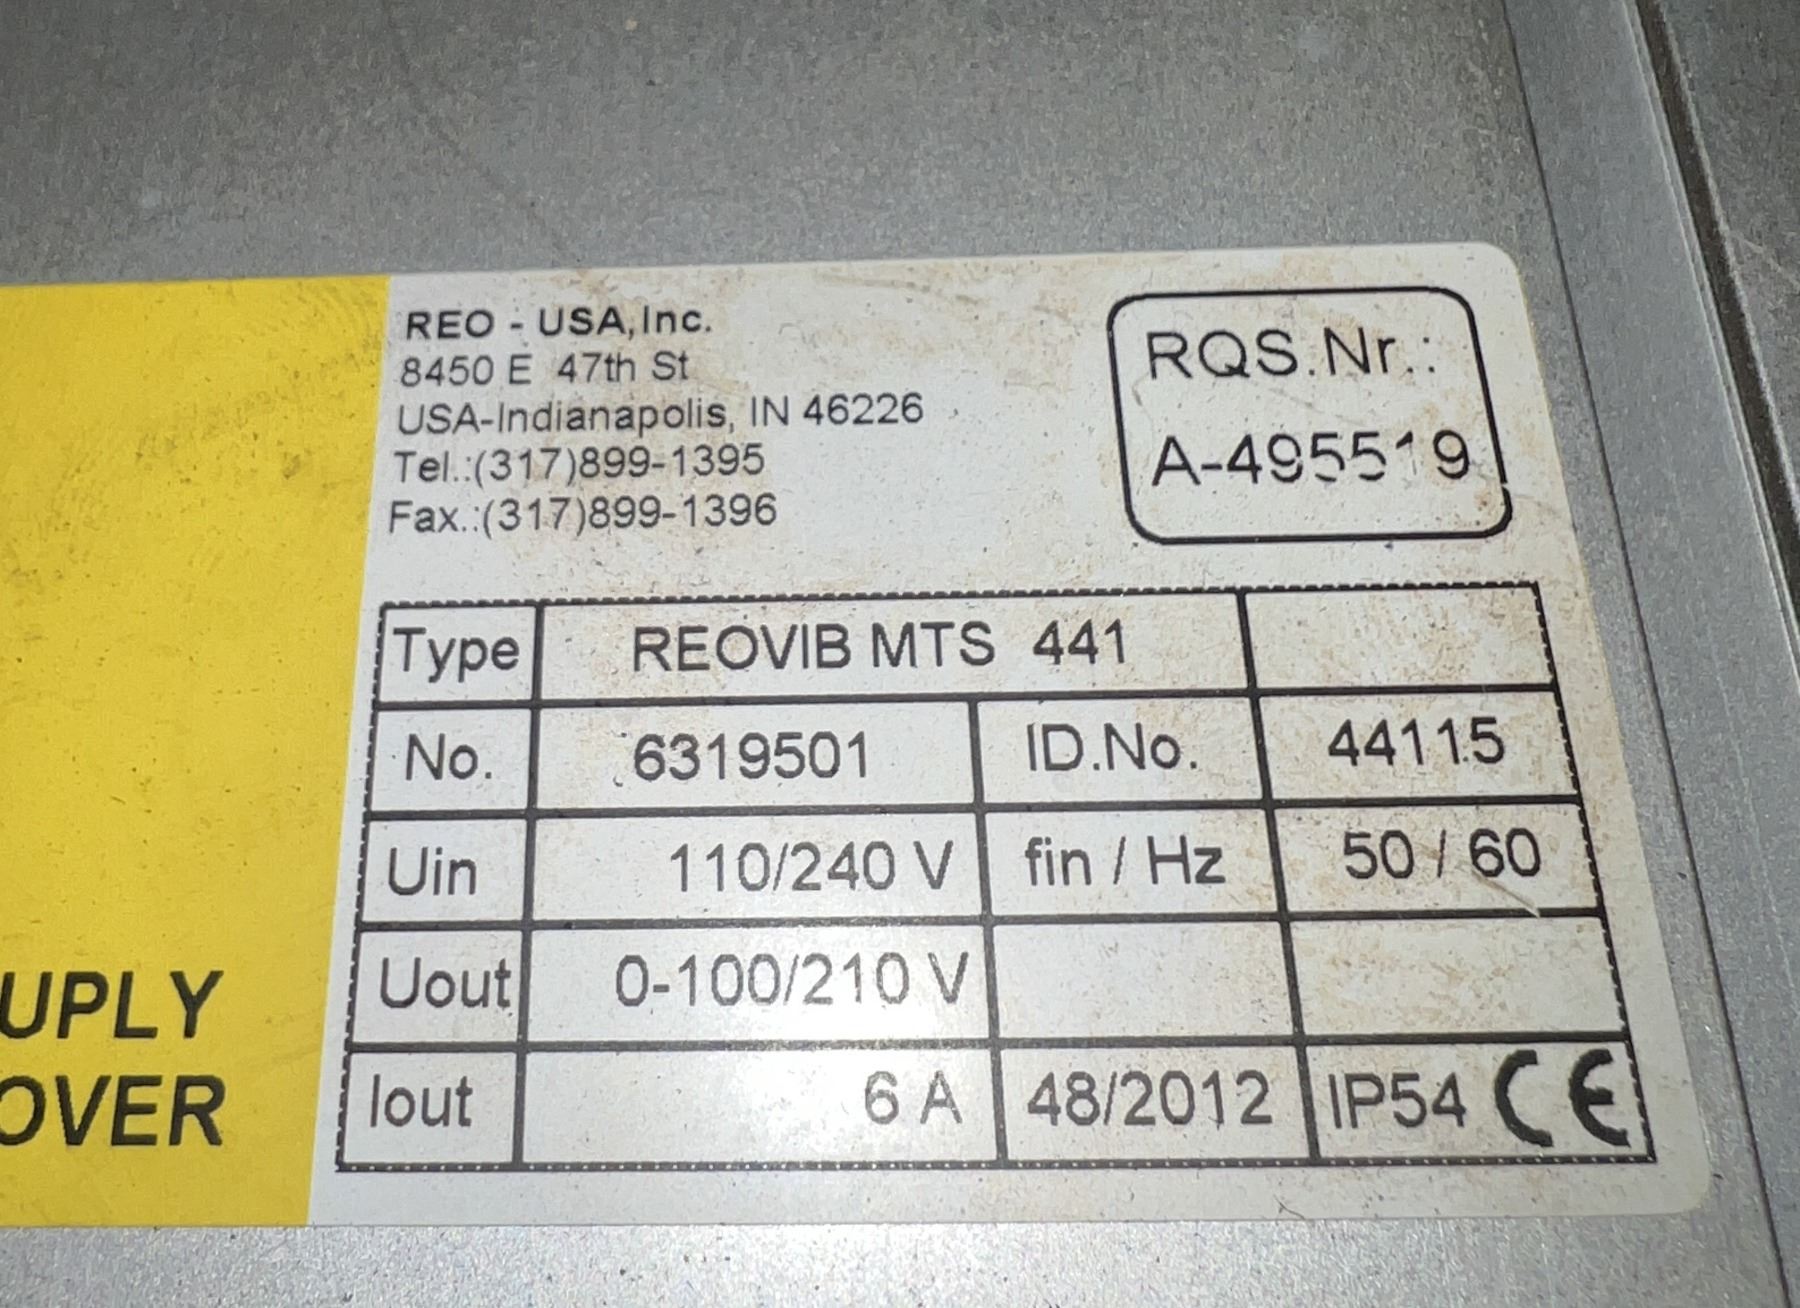 REO - USA, Inc.
8450 E 47th St
USA-Indianapolis, IN 46226
Tel.:(317)899-1395
Fax.:(317)899-1396
RQS.Nr.:
A-495519
Type REOVIB MTS 441
No. 6319501 ID.No. 44115
Uin 110/240 V fin / Hz 50 / 60
Uout 0-100/210 V
Iout 6 A 48/2012 IP54 CE
UPLY
OVER